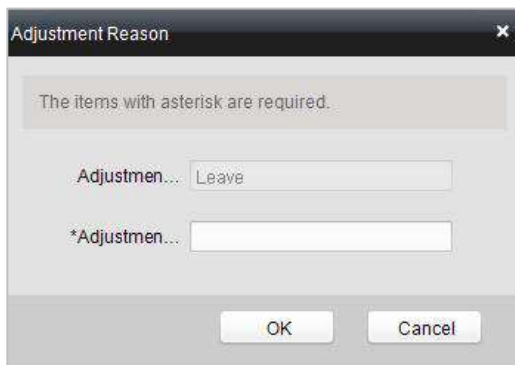 Adjustment Reason
The items with asterisk are required.
Adjustmen... Leave
*Adjustmen...
OK Cancel